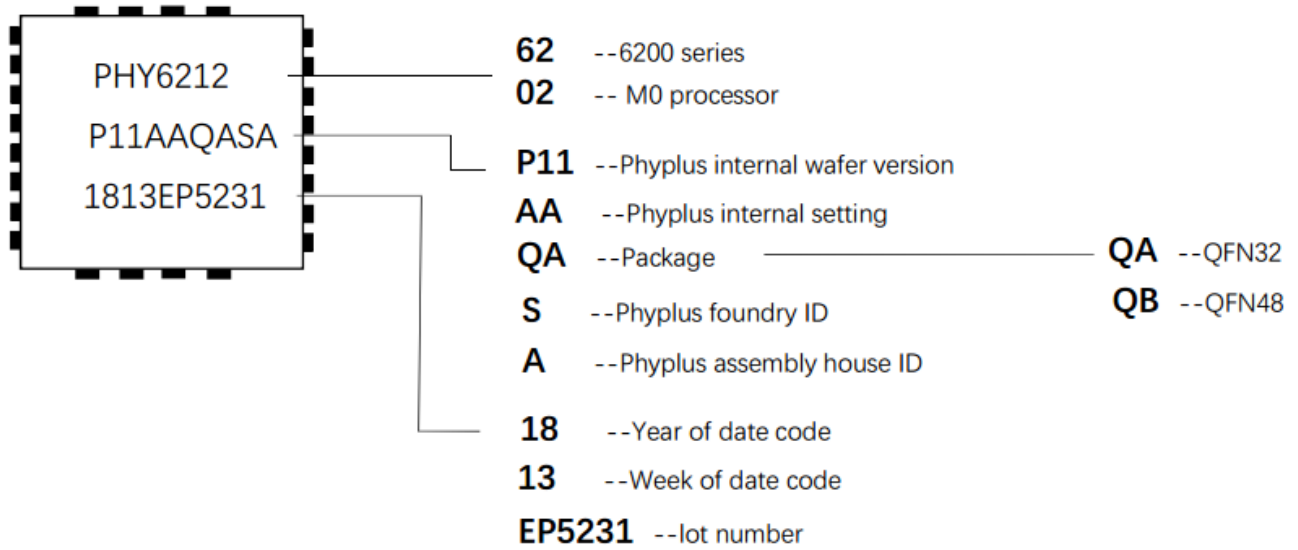 PHY6212
P11AAQASA
1813EP5231
62 --6200 series
02 -- M0 processor
P11 --Phyplus internal wafer version
AA --Phyplus internal setting
QA --Package
QA --QFN32
QB --QFN48
S --Phyplus foundry ID
A --Phyplus assembly house ID
18 --Year of date code
13 --Week of date code
EP5231 --lot number